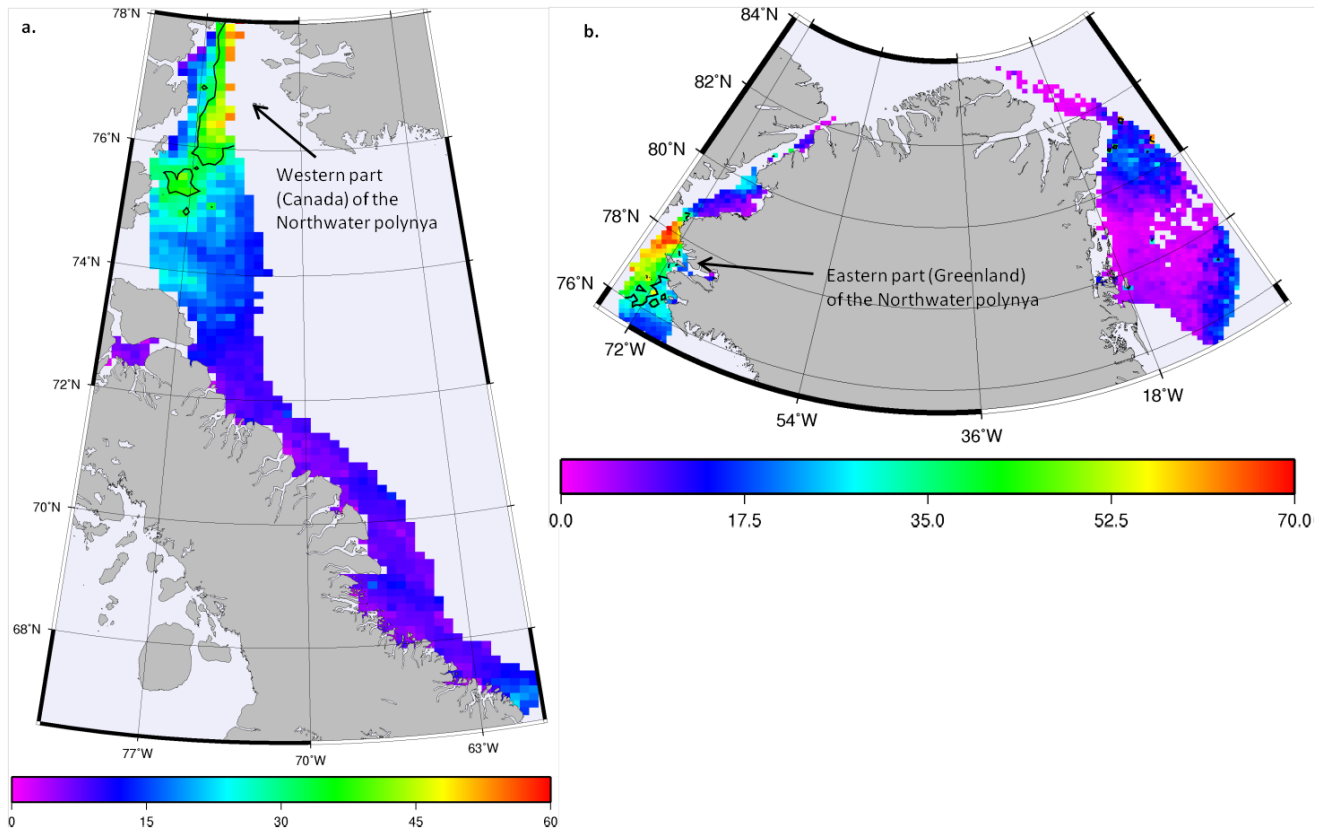 a.
78˚N
76˚N
74˚N
72˚N
70˚N
68˚N
77˚W
70˚W
63˚W
Western part
(Canada) of the
Northwater polynya
0
15
30
45
60
b.
84˚N
82˚N
80˚N
78˚N
76˚N
72˚W
54˚W
36˚W
18˚W
Eastern part (Greenland)
of the Northwater polynya
0.0
17.5
35.0
52.5
70.0